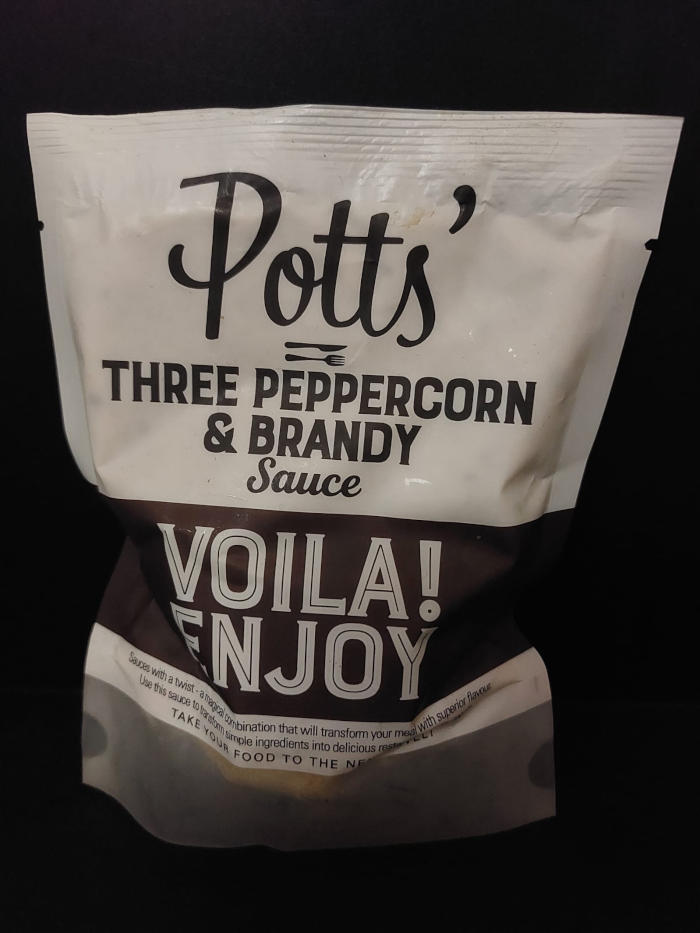 Potts'
THREE PEPPERCORN
& BRANDY
Sauce
VOILA!
ENJOY
Sauces with a twist - a magical combination that will transform your meal with superior flavour
Use this sauce to transform simple ingredients into delicious
TAKE YOUR FOOD TO THE